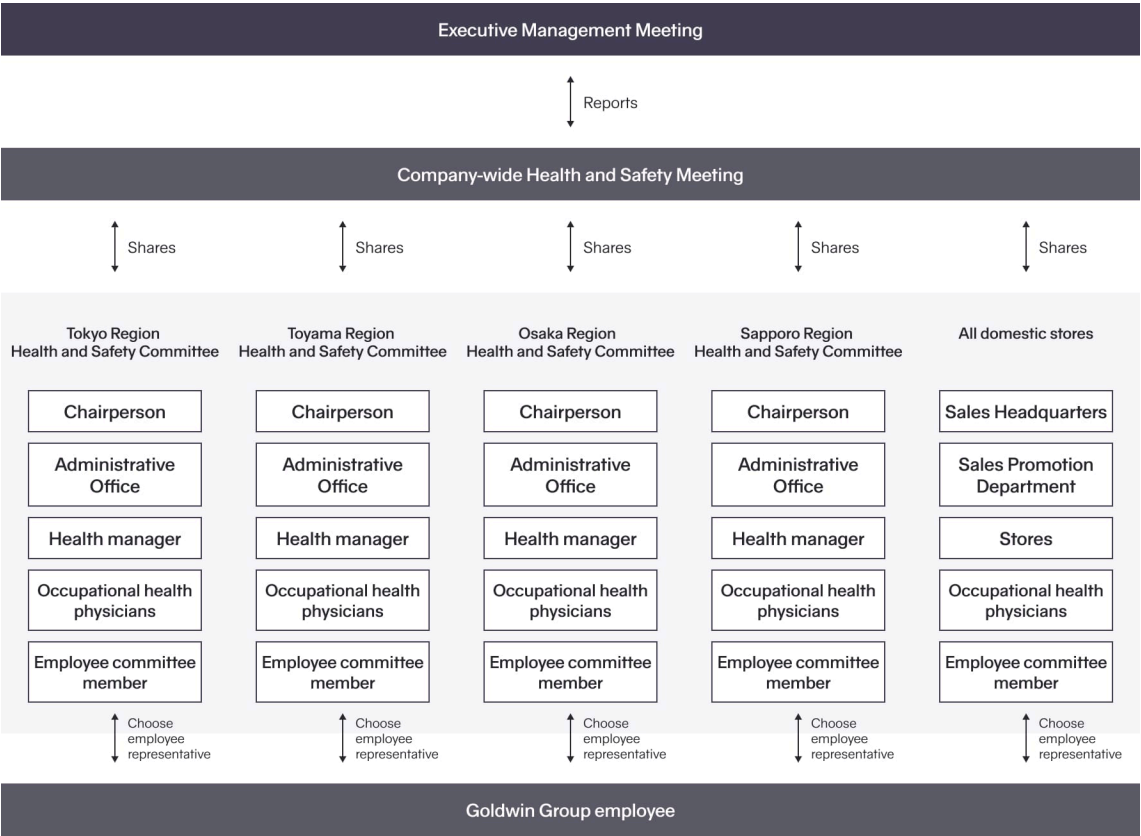 Executive Management Meeting
Reports
Company-wide Health and Safety Meeting
Shares
Shares
Shares
Shares
Shares
Tokyo Region
Health and Safety Committee
Chairperson
Administrative
Office
Health manager
Occupational health
physicians
Employee committee
member
Choose
employee
representative
Toyama Region
Health and Safety Committee
Chairperson
Administrative
Office
Health manager
Occupational health
physicians
Employee committee
member
Choose
employee
representative
Osaka Region
Health and Safety Committee
Chairperson
Administrative
Office
Health manager
Occupational health
physicians
Employee committee
member
Choose
employee
representative
Sapporo Region
Health and Safety Committee
Chairperson
Administrative
Office
Health manager
Occupational health
physicians
Employee committee
member
Choose
employee
representative
All domestic stores
Sales Headquarters
Sales Promotion
Department
Stores
Occupational health
physicians
Employee committee
member
Choose
employee
representative
Goldwin Group employee